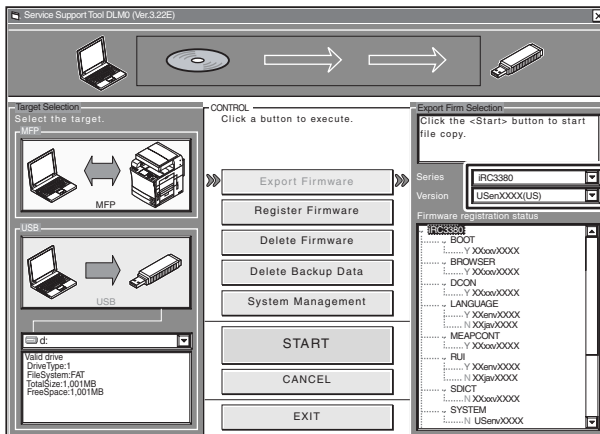 Service Support Tool DLM0 (Ver.3.22E)
Target Selection
Select the target.
MFP
MFP
USB
USB
d:
Valid drive
DriveType:1
FileSystem:FAT
TotalSize:1,001MB
FreeSpace:1,001MB
CONTROL
Click a button to execute.
Export Firmware
Register Firmware
Delete Firmware
Delete Backup Data
System Management
START
CANCEL
EXIT
Export Firm Selection
Click the <Start> button to start
file copy.
Series iRC3380
Version USenXXXX(US)
Firmware registration status
iRC3380
BOOT
Y XXxxvXXXX
BROWSER
Y XXxxvXXXX
DCON
Y XXxxvXXXX
LANGUAGE
Y XXenvXXXX
N XXjavXXXX
MEAPCONT
Y XXxxvXXXX
RUI
Y XXenvXXXX
N XXjavXXXX
SDICT
N XXxxvXXXX
SYSTEM
N USenvXXXX